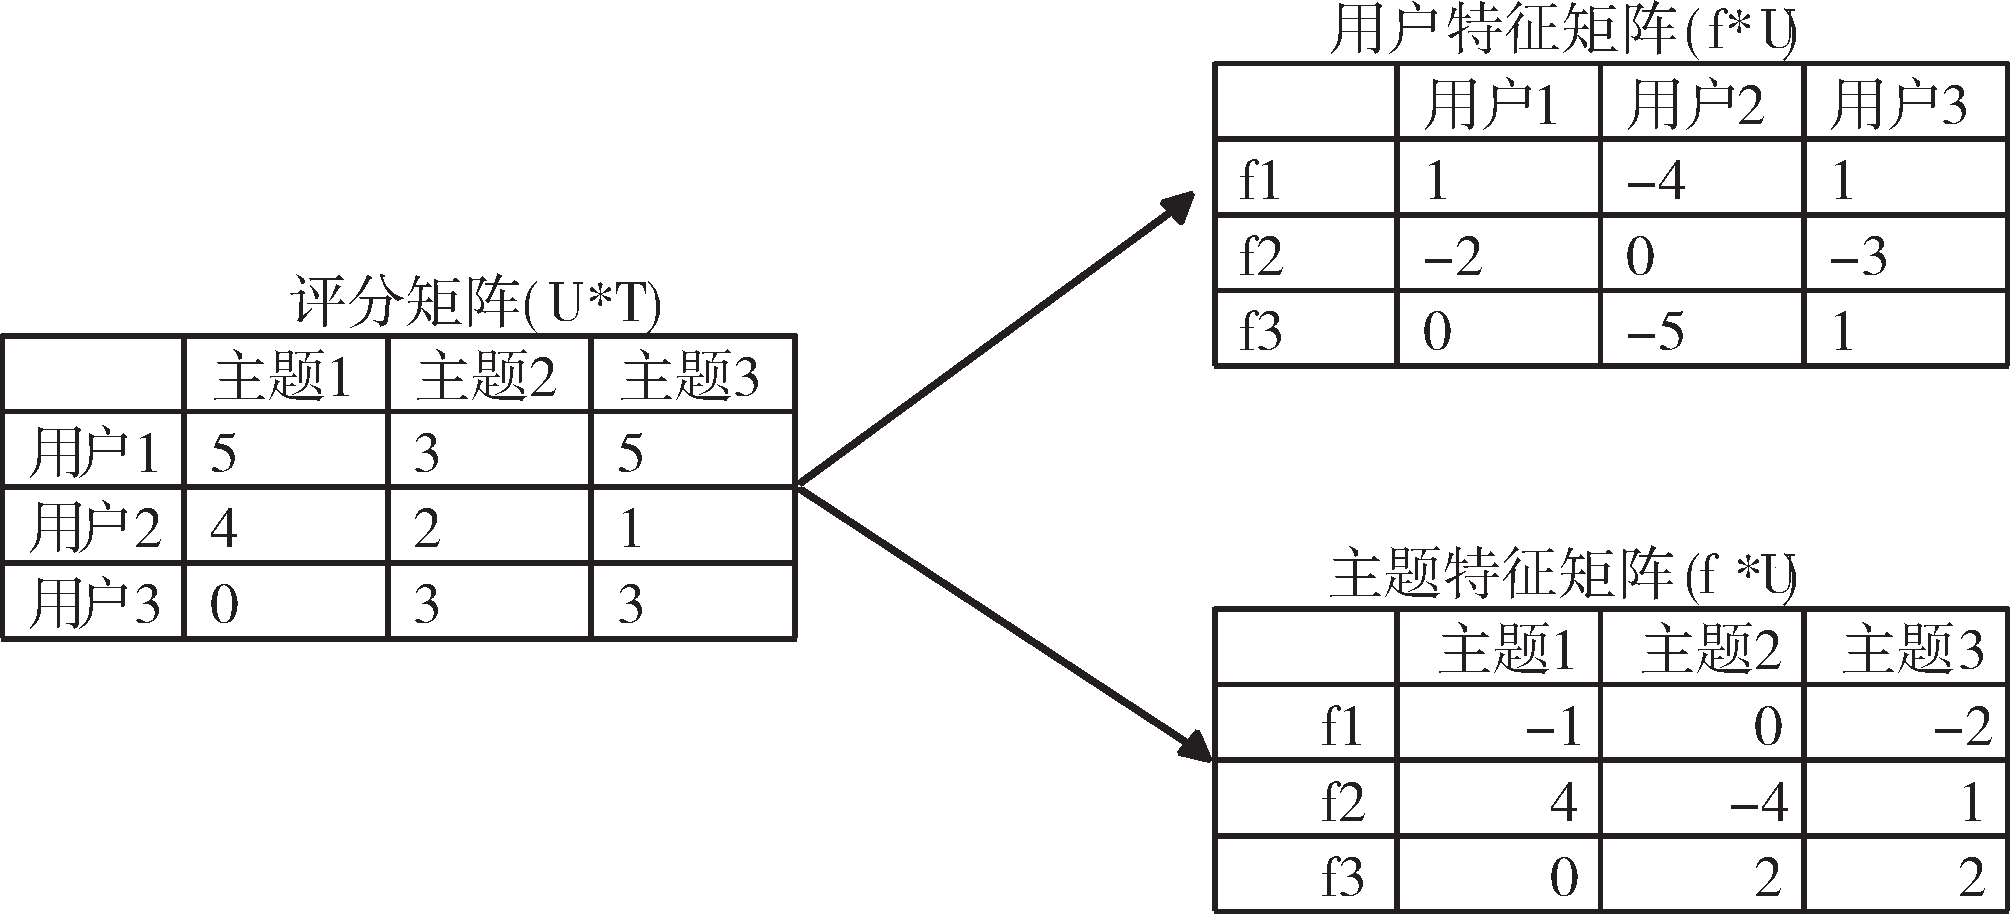 用户特征矩阵(f*U)
用户1 用户2 用户3
f1 1 -4 1
f2 -2 0 -3
f3 0 -5 1
评分矩阵(U*T)
主题1 主题2 主题3
用户1 5 3 5
用户2 4 2 1
用户3 0 3 3
主题特征矩阵(f *U)
主题1 主题2 主题3
f1 -1 0 -2
f2 4 -4 1
f3 0 2 2